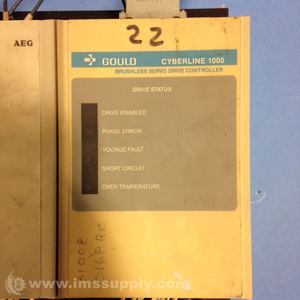 22
AEG
GOULD CYBERLINE 1000
BRUSHLESS SERVO DRIVE CONTROLLER
DRIVE STATUS
DRIVE ENABLED
PHASE ERROR
VOLTAGE FAULT
SHORT CIRCUIT
OVER TEMPERATURE
www.imssupply.com